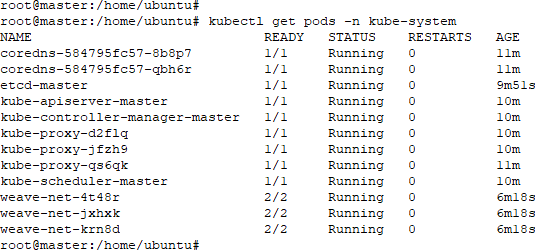 root@master:/home/ubuntu#
root@master:/home/ubuntu# kubectl get pods -n kube-system
NAME READY STATUS RESTARTS AGE
coredns-584795fc57-8b8p7 1/1 Running 0 11m
coredns-584795fc57-qbh6r 1/1 Running 0 11m
etcd-master 1/1 Running 0 9m51s
kube-apiserver-master 1/1 Running 0 10m
kube-controller-manager-master 1/1 Running 0 10m
kube-proxy-d2flq 1/1 Running 0 10m
kube-proxy-jfzh9 1/1 Running 0 10m
kube-proxy-qs6qk 1/1 Running 0 11m
kube-scheduler-master 1/1 Running 0 10m
weave-net-4t48r 2/2 Running 0 6m18s
weave-net-jxhxk 2/2 Running 0 6m18s
weave-net-krn8d 2/2 Running 0 6m18s
root@master:/home/ubuntu#